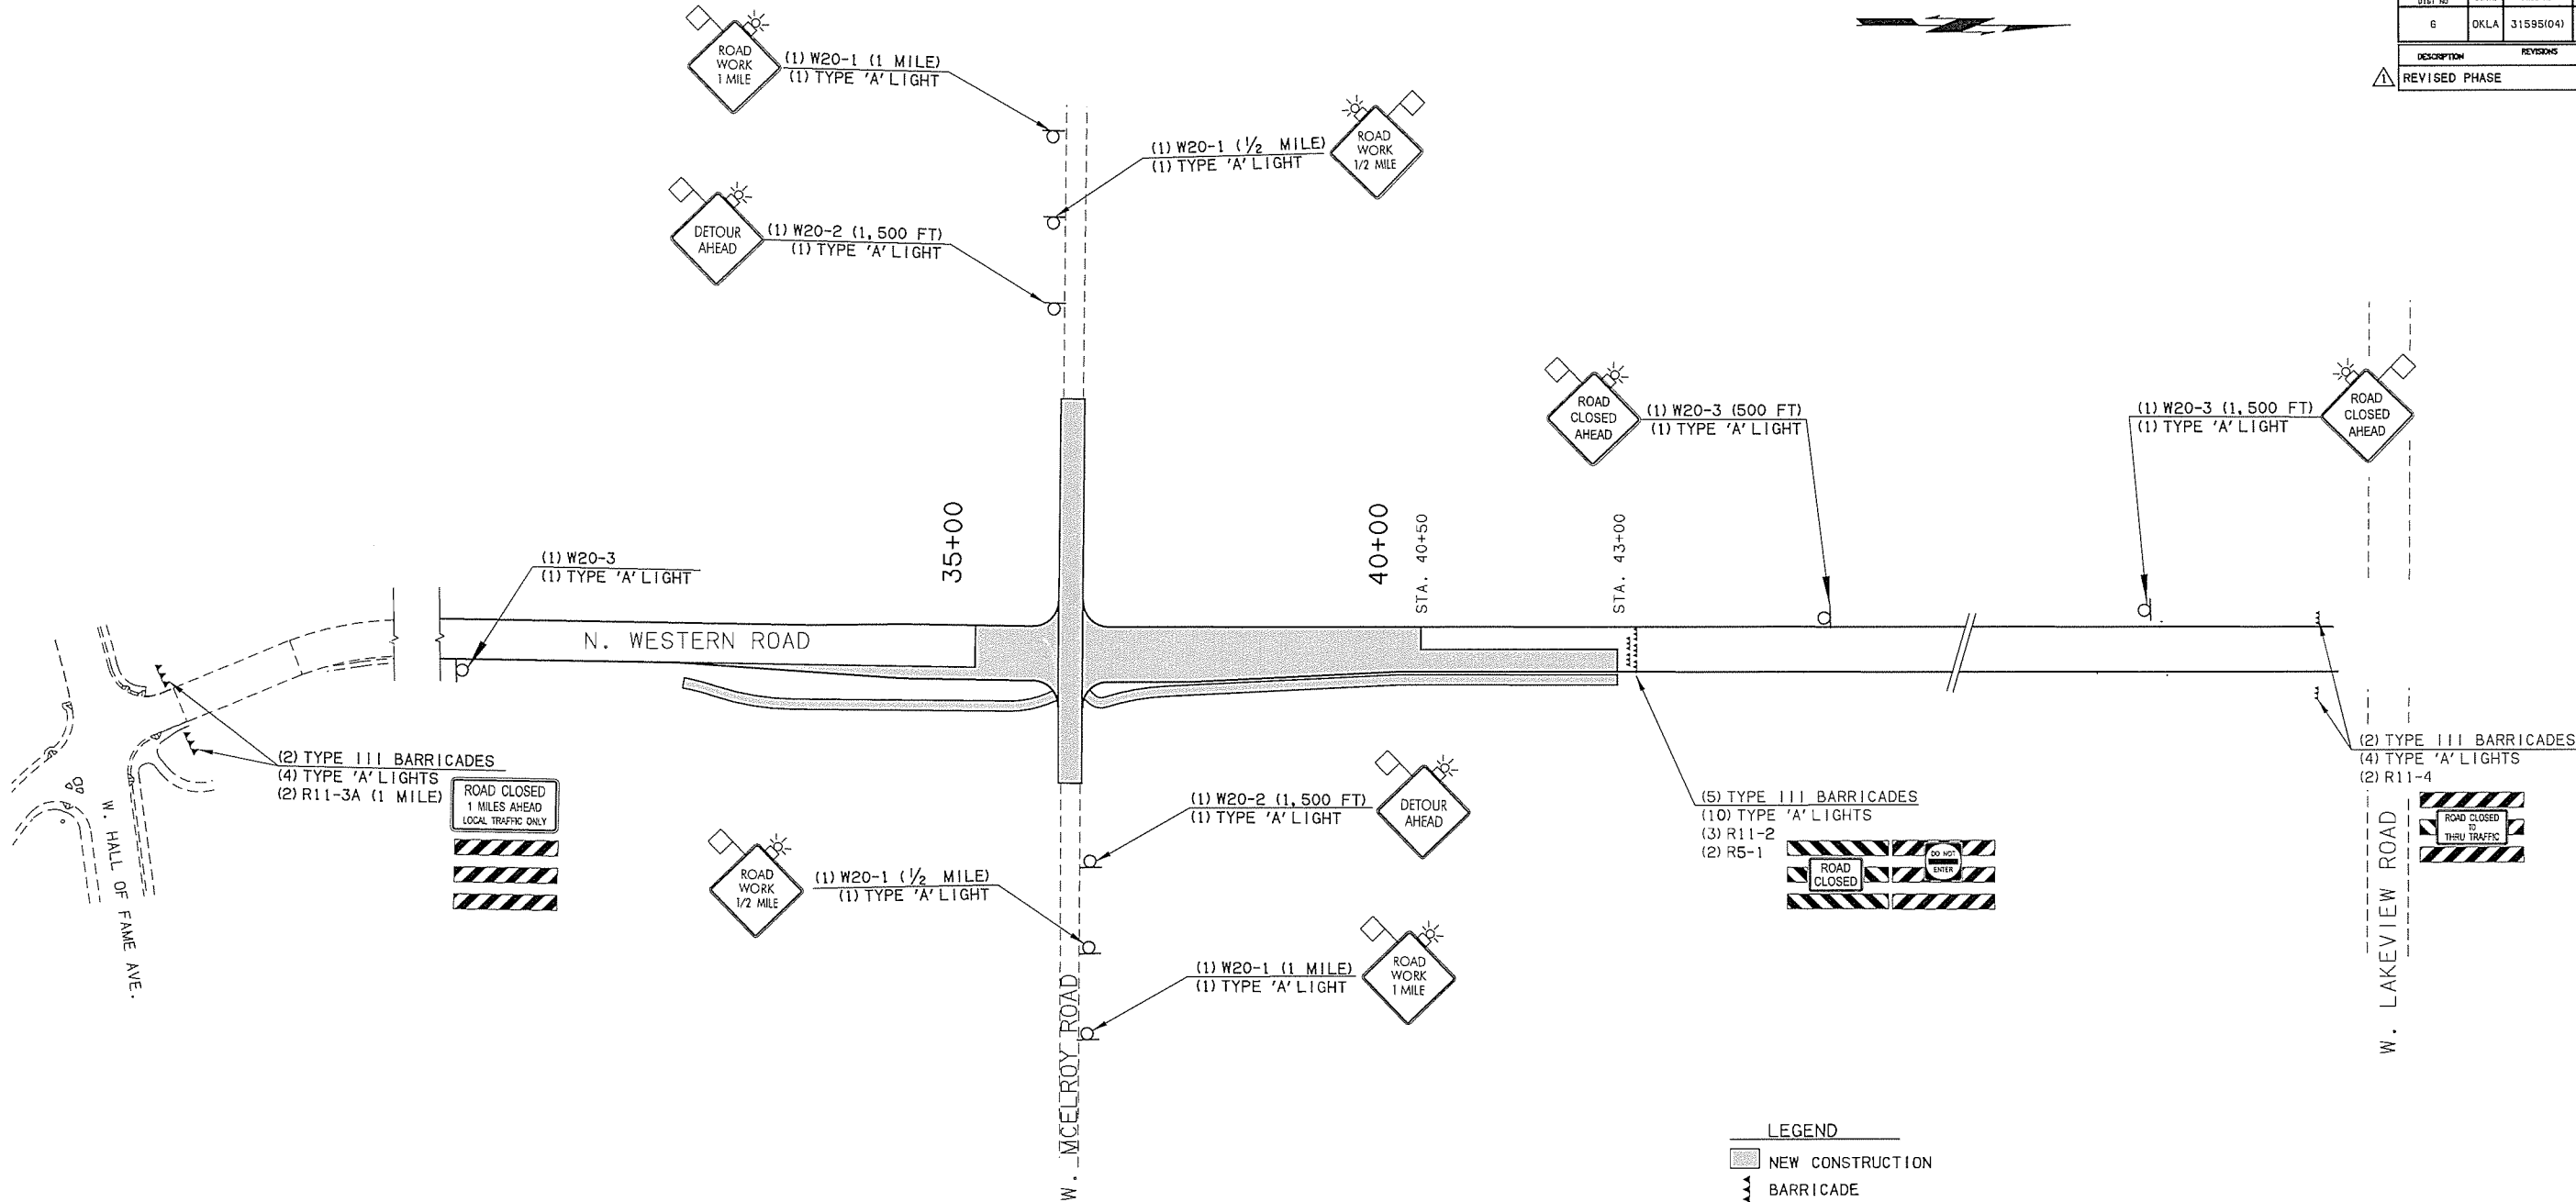 DIST NO
G OKLA 31595(04)
DESCRIPTION REVISIONS
1 REVISED PHASE
ROAD
WORK
1 MILE
(1) W20-1 (1 MILE)
(1) TYPE 'A' LIGHT
(1) W20-1 (1/2 MILE)
(1) TYPE 'A' LIGHT
ROAD
WORK
1/2 MILE
DETOUR
AHEAD
(1) W20-2 (1,500 FT)
(1) TYPE 'A' LIGHT
ROAD
CLOSED
AHEAD
(1) W20-3 (500 FT)
(1) TYPE 'A' LIGHT
(1) W20-3 (1,500 FT)
(1) TYPE 'A' LIGHT
ROAD
CLOSED
AHEAD
35+00
40+00
STA. 40+50
STA. 43+00
(1) W20-3
(1) TYPE 'A' LIGHT
N. WESTERN ROAD
(2) TYPE III BARRICADES
(4) TYPE 'A' LIGHTS
(2) R11-3A (1 MILE)
ROAD CLOSED
1 MILES AHEAD
LOCAL TRAFFIC ONLY
W. HALL OF FAME AVE.
(1) W20-2 (1,500 FT)
(1) TYPE 'A' LIGHT
DETOUR
AHEAD
ROAD
WORK
1/2 MILE
(1) W20-1 (1/2 MILE)
(1) TYPE 'A' LIGHT
(1) W20-1 (1 MILE)
(1) TYPE 'A' LIGHT
ROAD
WORK
1 MILE
W. MCELROY ROAD
(5) TYPE III BARRICADES
(10) TYPE 'A' LIGHTS
(3) R11-2
(2) R5-1
ROAD
CLOSED
DO NOT
ENTER
(2) TYPE III BARRICADES
(4) TYPE 'A' LIGHTS
(2) R11-4
ROAD CLOSED
TO
THRU TRAFFIC
W. LAKEVIEW ROAD
LEGEND
NEW CONSTRUCTION
BARRICADE